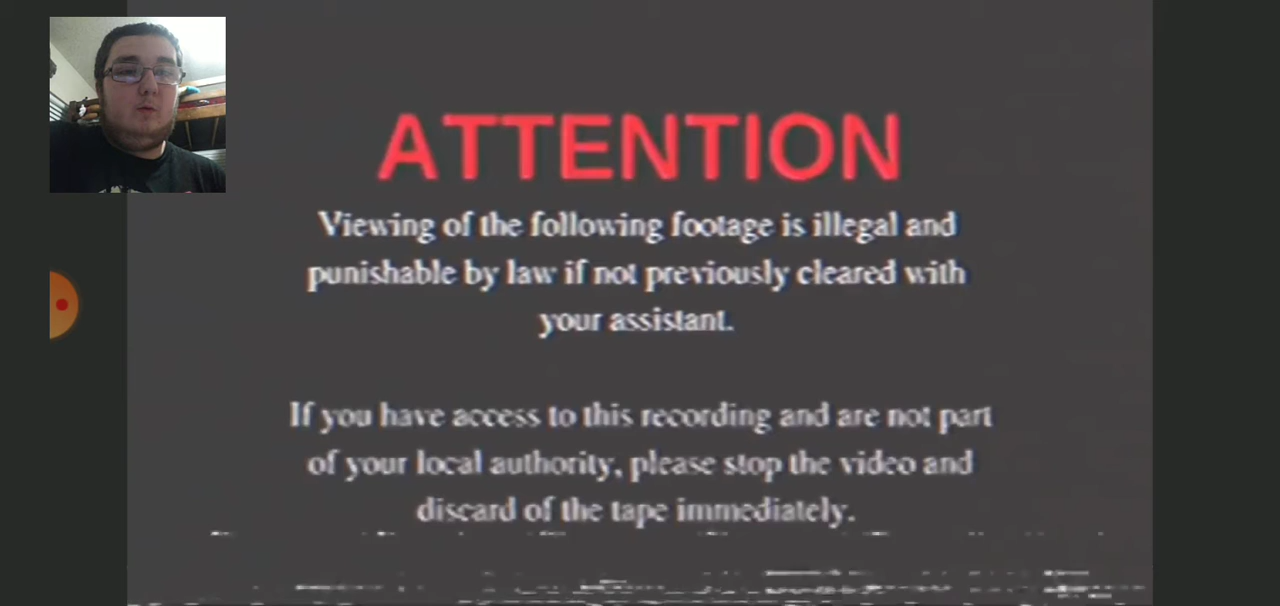 ATTENTION
Viewing of the following footage is illegal and
punishable by law if not previously cleared with
your assistant.
If you have access to this recording and are not part
of your local authority, please stop the video and
discard of the tape immediately.